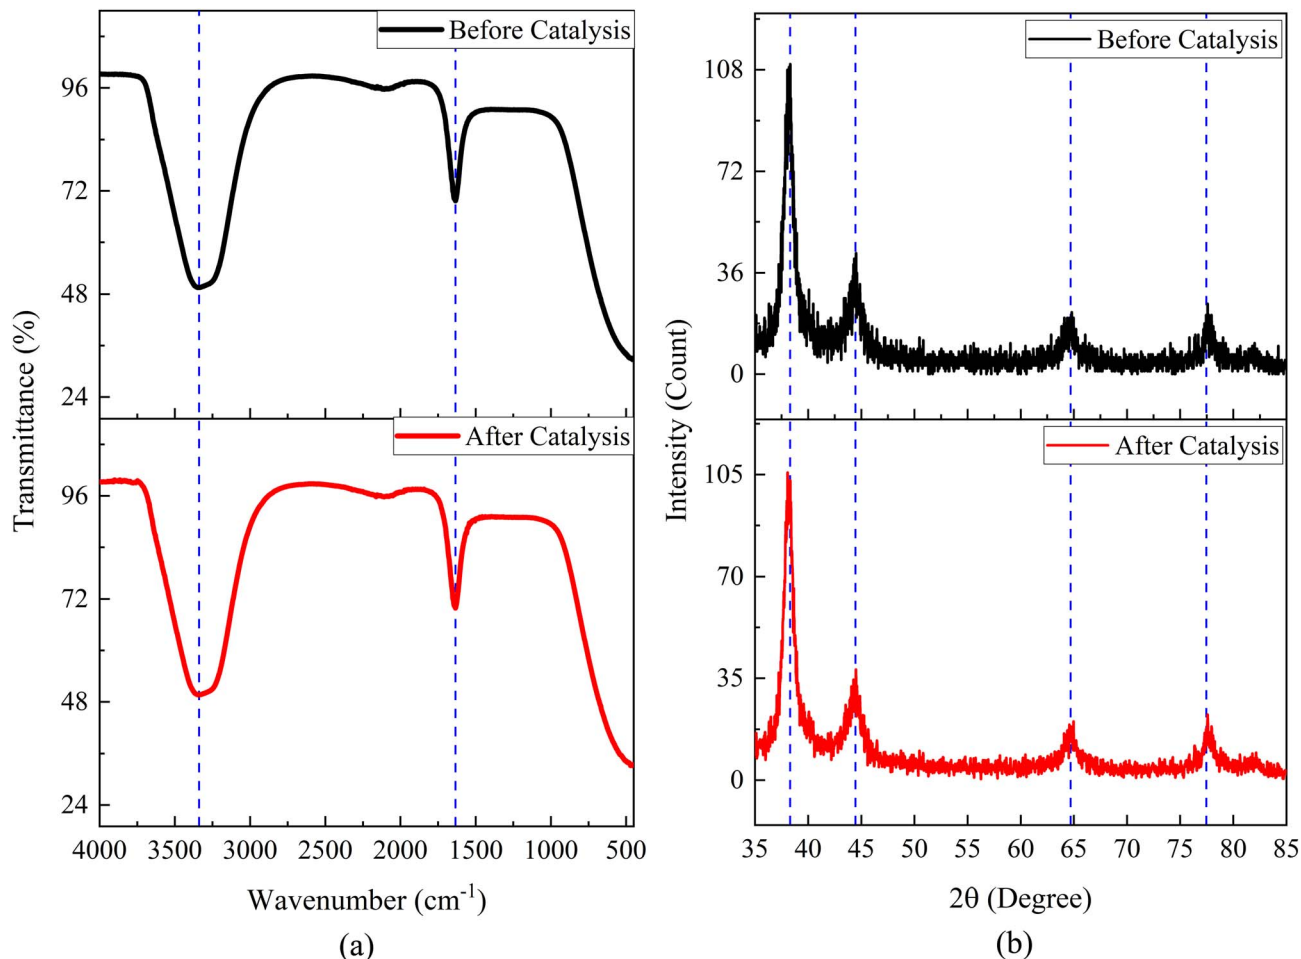 Before Catalysis
96
72
48
24
After Catalysis
96
72
48
24
Transmittance (%)
4000 3500 3000 2500 2000 1500 1000 500
Wavenumber (cm⁻¹)
(a)
Before Catalysis
108
72
36
0
After Catalysis
105
70
35
0
Intensity (Count)
35 40 45 50 55 60 65 70 75 80 85
2θ (Degree)
(b)